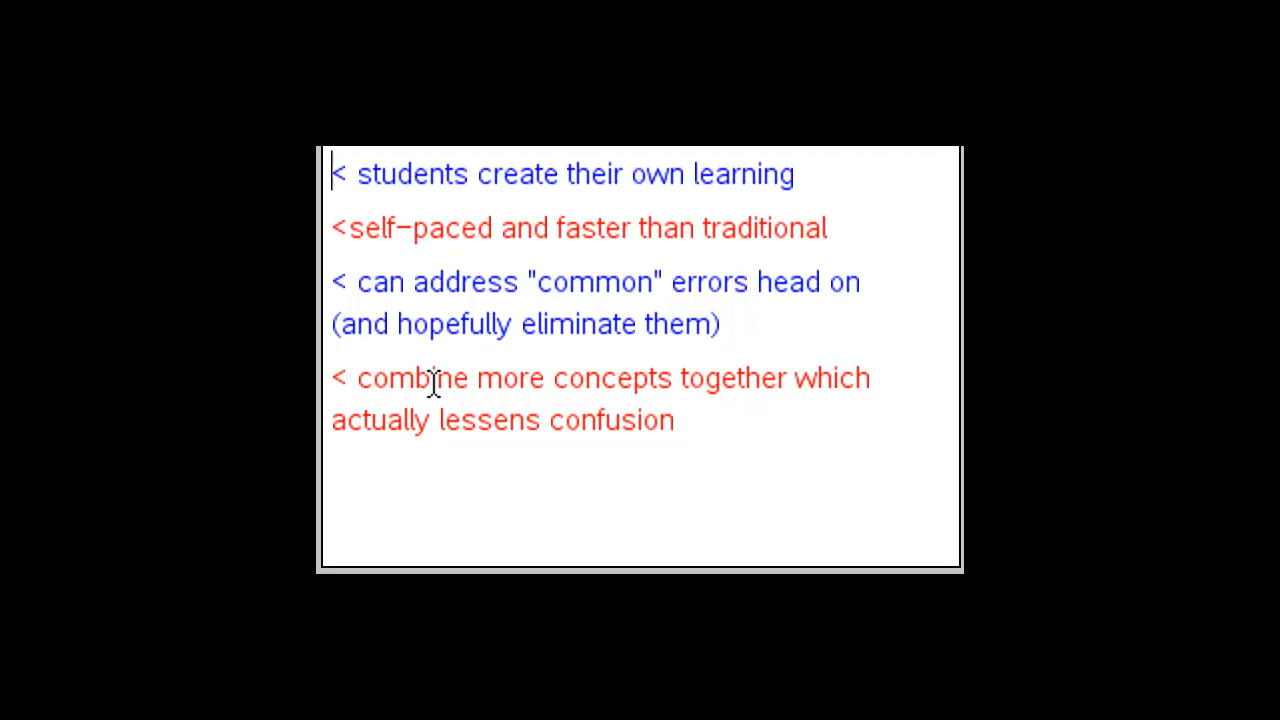 < students create their own learning
<self-paced and faster than traditional
< can address "common" errors head on
(and hopefully eliminate them)
< combine more concepts together which
actually lessens confusion